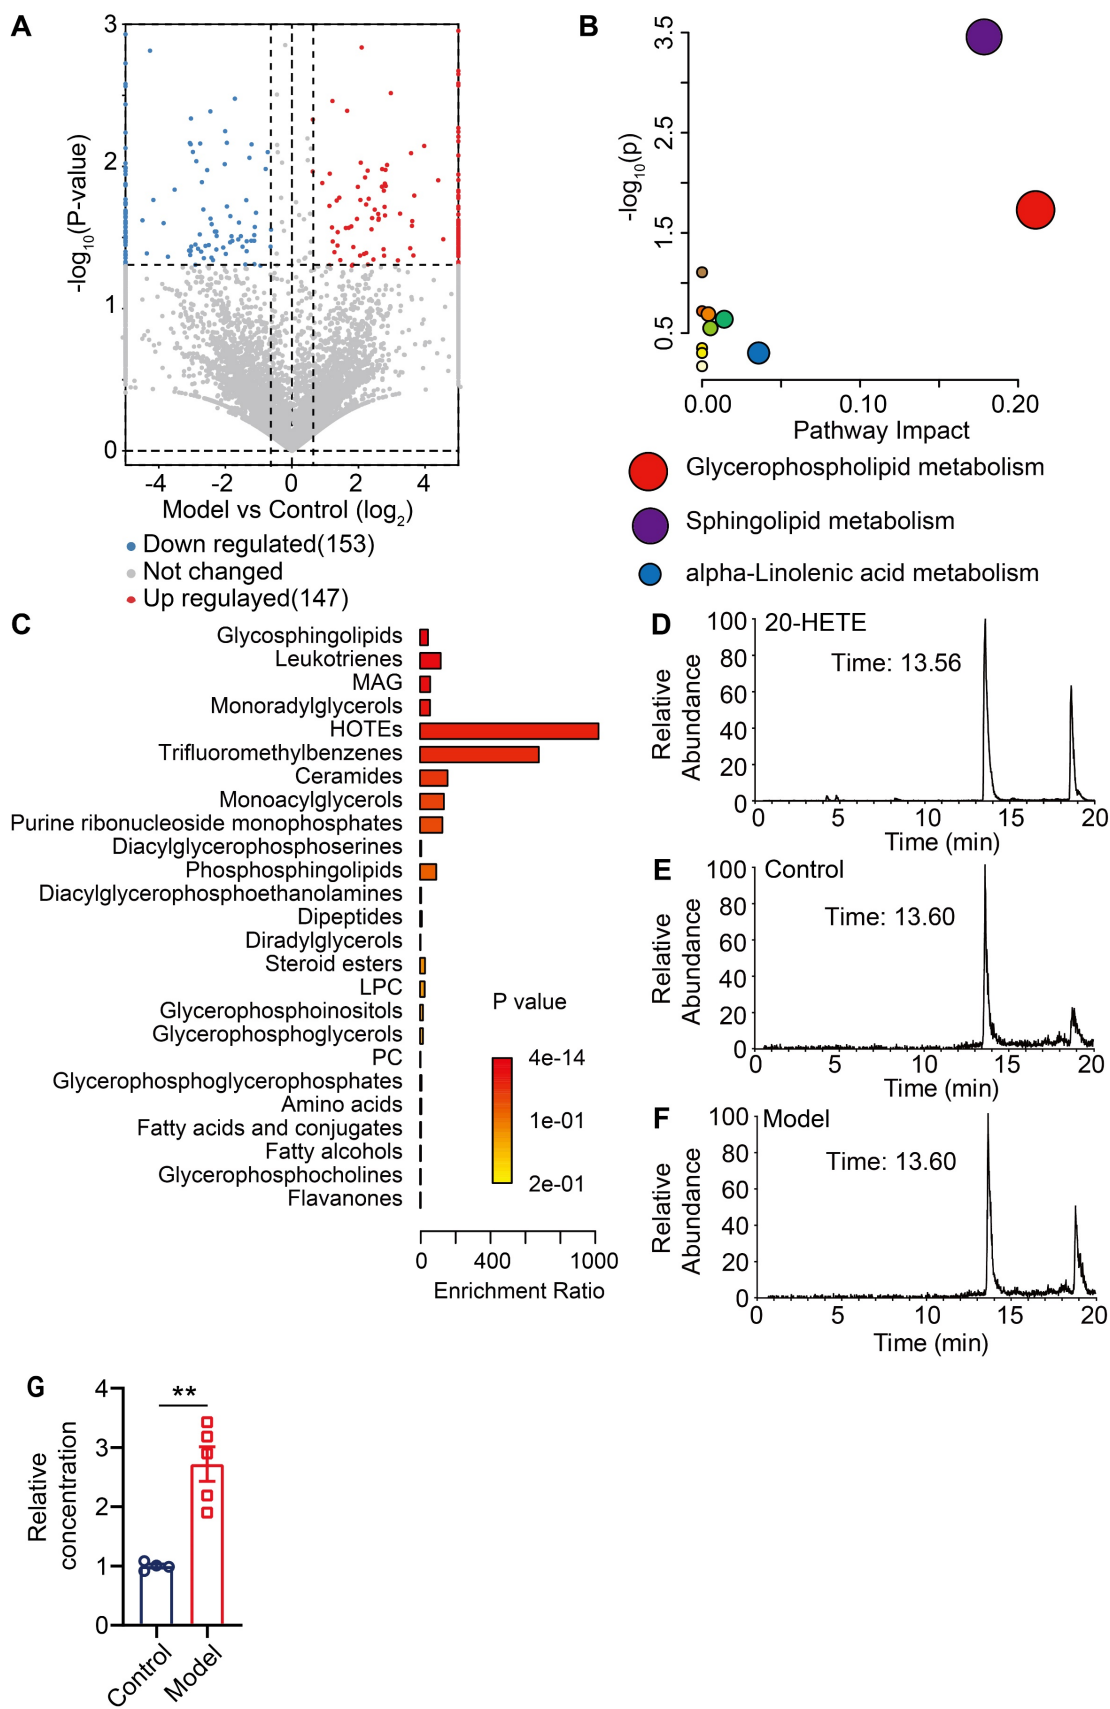 A
3
2
1
0
-log10(P-value)
-4
-2
0
2
4
Model vs Control (log2)
Down regulated(153)
Not changed
Up regulayed(147)
B
3.5
2.5
1.5
0.5
-log10(p)
0.00
0.10
0.20
Pathway Impact
Glycerophospholipid metabolism
Sphingolipid metabolism
alpha-Linolenic acid metabolism
C
Glycosphingolipids
Leukotrienes
MAG
Monoradylglycerols
HOTEs
Trifluoromethylbenzenes
Ceramides
Monoacylglycerols
Purine ribonucleoside monophosphates
Diacylglycerophosphoserines
Phosphosphingolipids
Diacylglycerophosphoethanolamines
Dipeptides
Diradylglycerols
Steroid esters
LPC
Glycerophosphoinositols
Glycerophosphoglycerols
PC
Glycerophosphoglycerophosphates
Amino acids
Fatty acids and conjugates
Fatty alcohols
Glycerophosphocholines
Flavanones
P value
4e-14
1e-01
2e-01
0
400
1000
Enrichment Ratio
D
20-HETE
Time: 13.56
Relative
Abundance
100
80
60
40
20
0
0
5
10
15
20
Time (min)
E
Control
Time: 13.60
Relative
Abundance
100
80
60
40
20
0
0
5
10
15
20
Time (min)
F
Model
Time: 13.60
Relative
Abundance
100
80
60
40
20
0
0
5
10
15
20
Time (min)
G
**
Relative
concentration
4
3
2
1
0
Control
Model